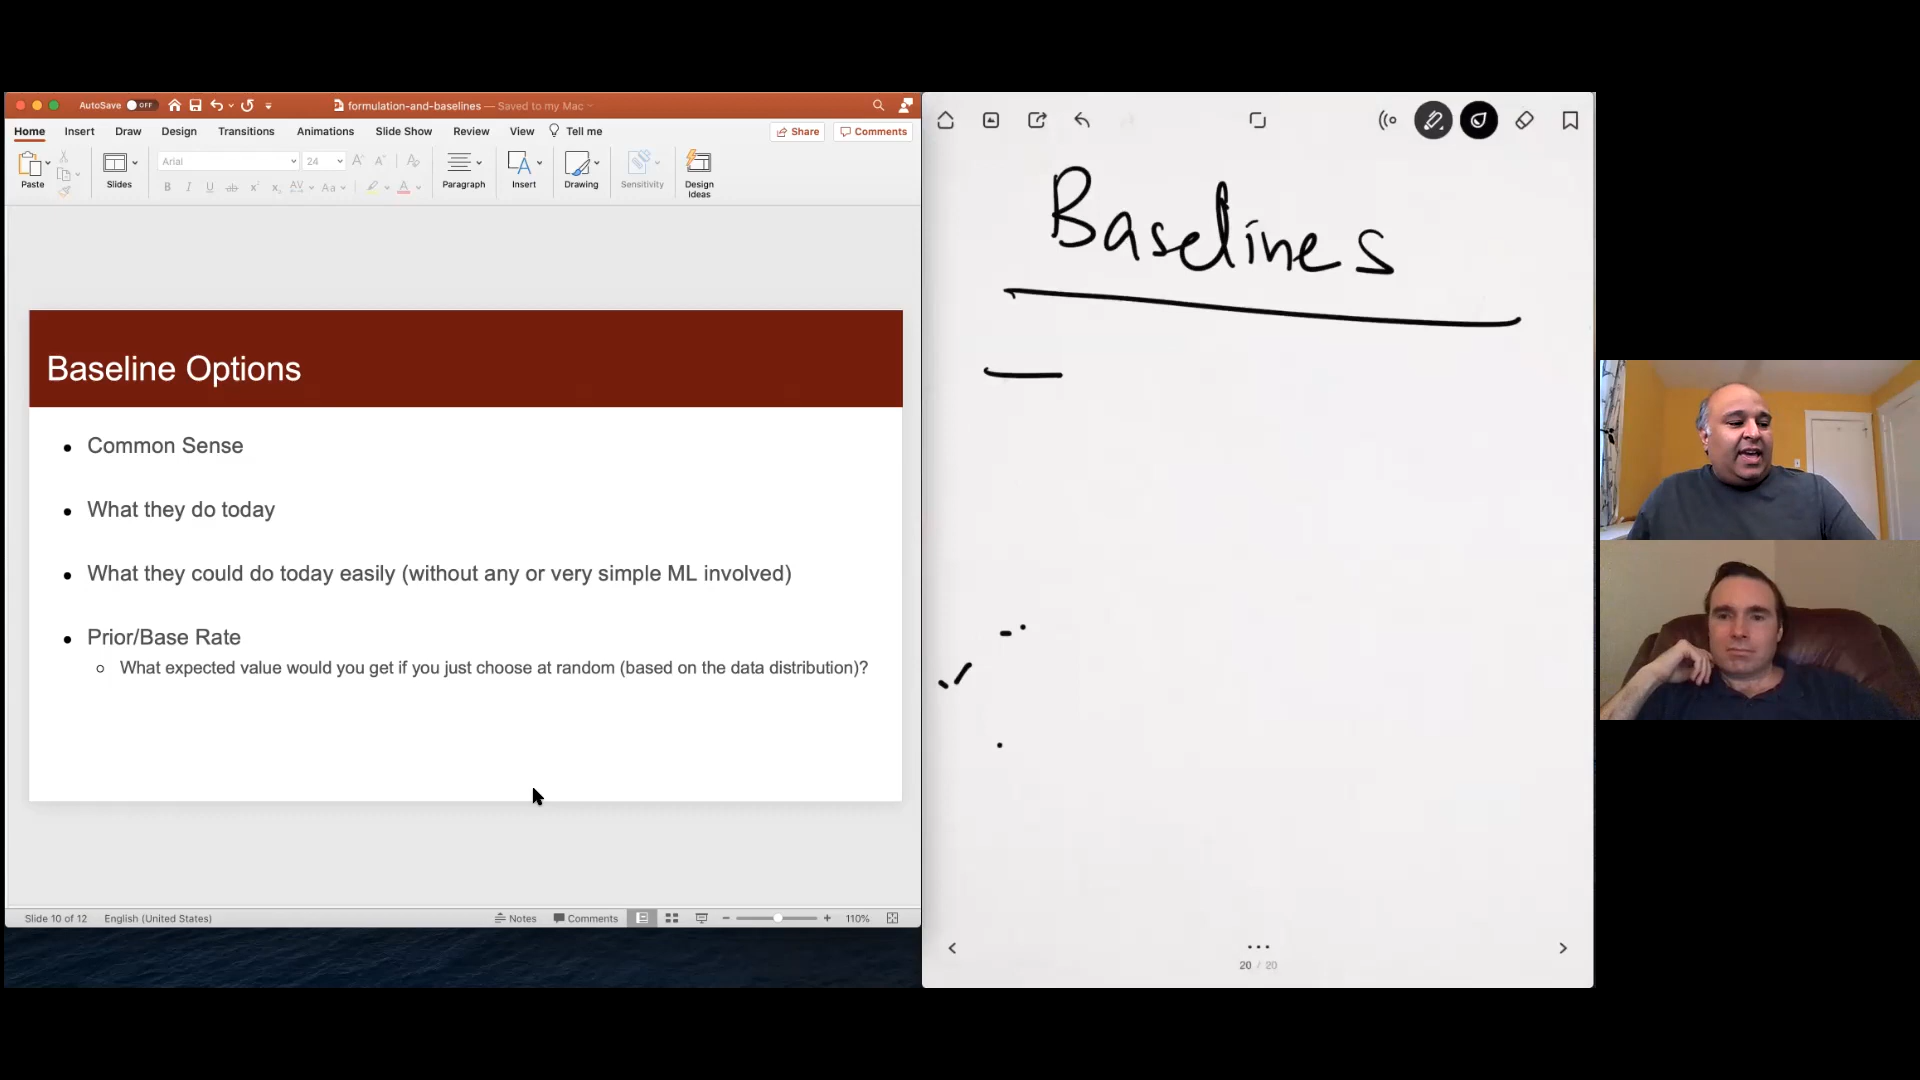 AutoSave OFF
formulation-and-baselines — Saved to my Mac
Home Insert Draw Design Transitions Animations Slide Show Review View Tell me Share Comments
Arial 24
Paste Slides Paragraph Insert Drawing Sensitivity Design Ideas
Baseline Options
• Common Sense
• What they do today
• What they could do today easily (without any or very simple ML involved)
• Prior/Base Rate
○ What expected value would you get if you just choose at random (based on the data distribution)?
Slide 10 of 12 English (United States) Notes Comments 110%
Baselines
20 / 20